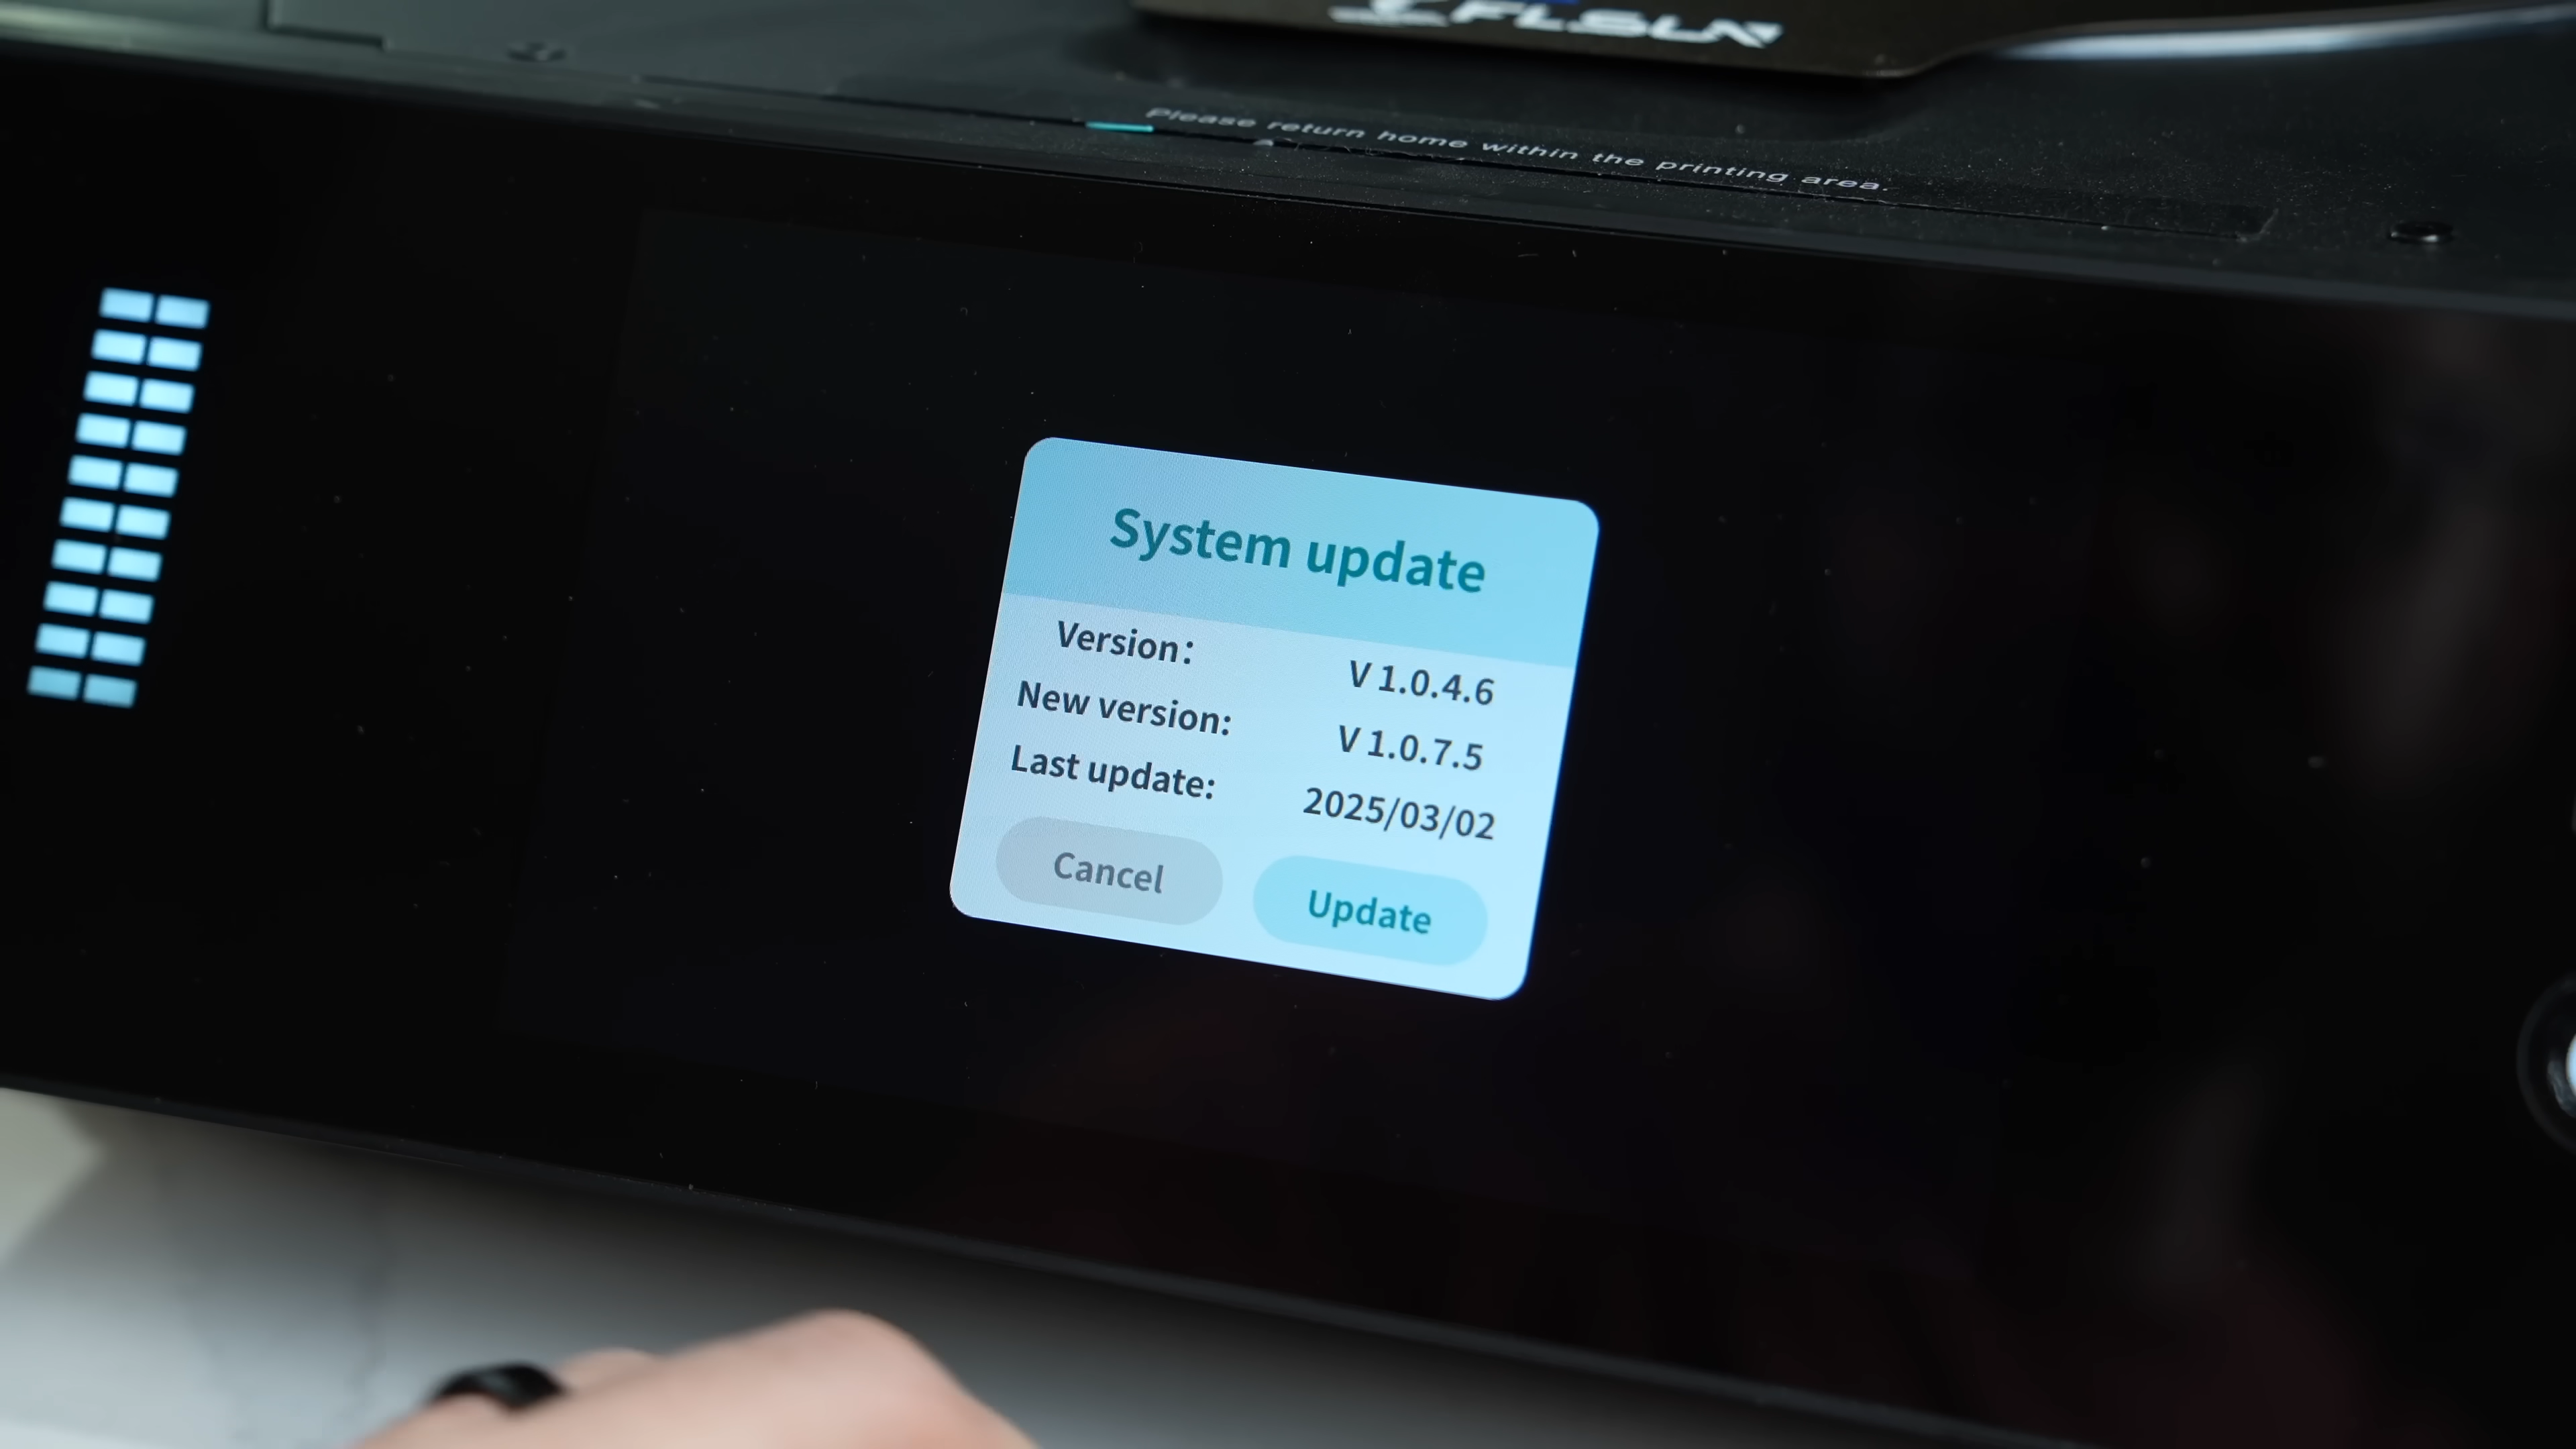 FLSUN
Please return home within the printing area.
System update
Version: V 1.0.4.6
New version: V 1.0.7.5
Last update: 2025/03/02
Cancel Update